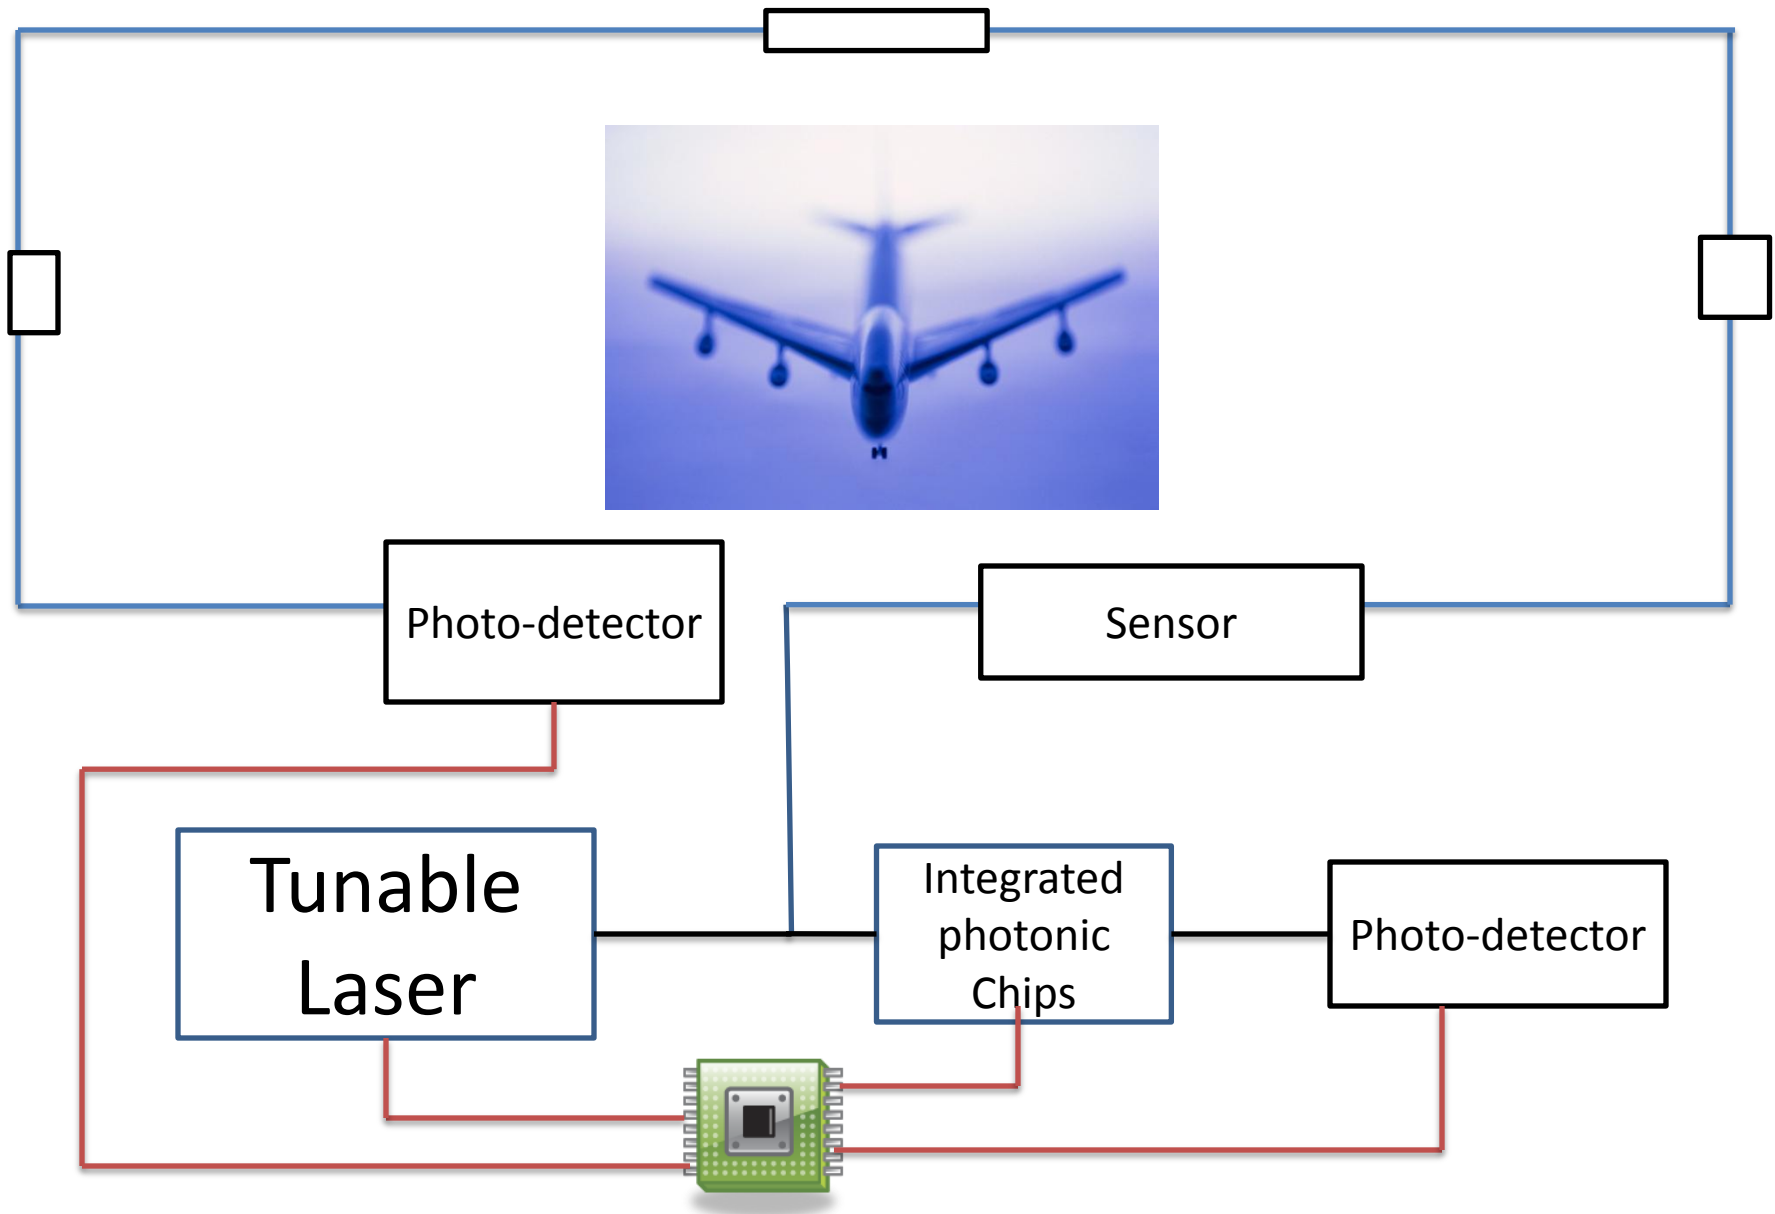 Photo-detector
Sensor
Tunable
Laser
Integrated
photonic
Chips
Photo-detector